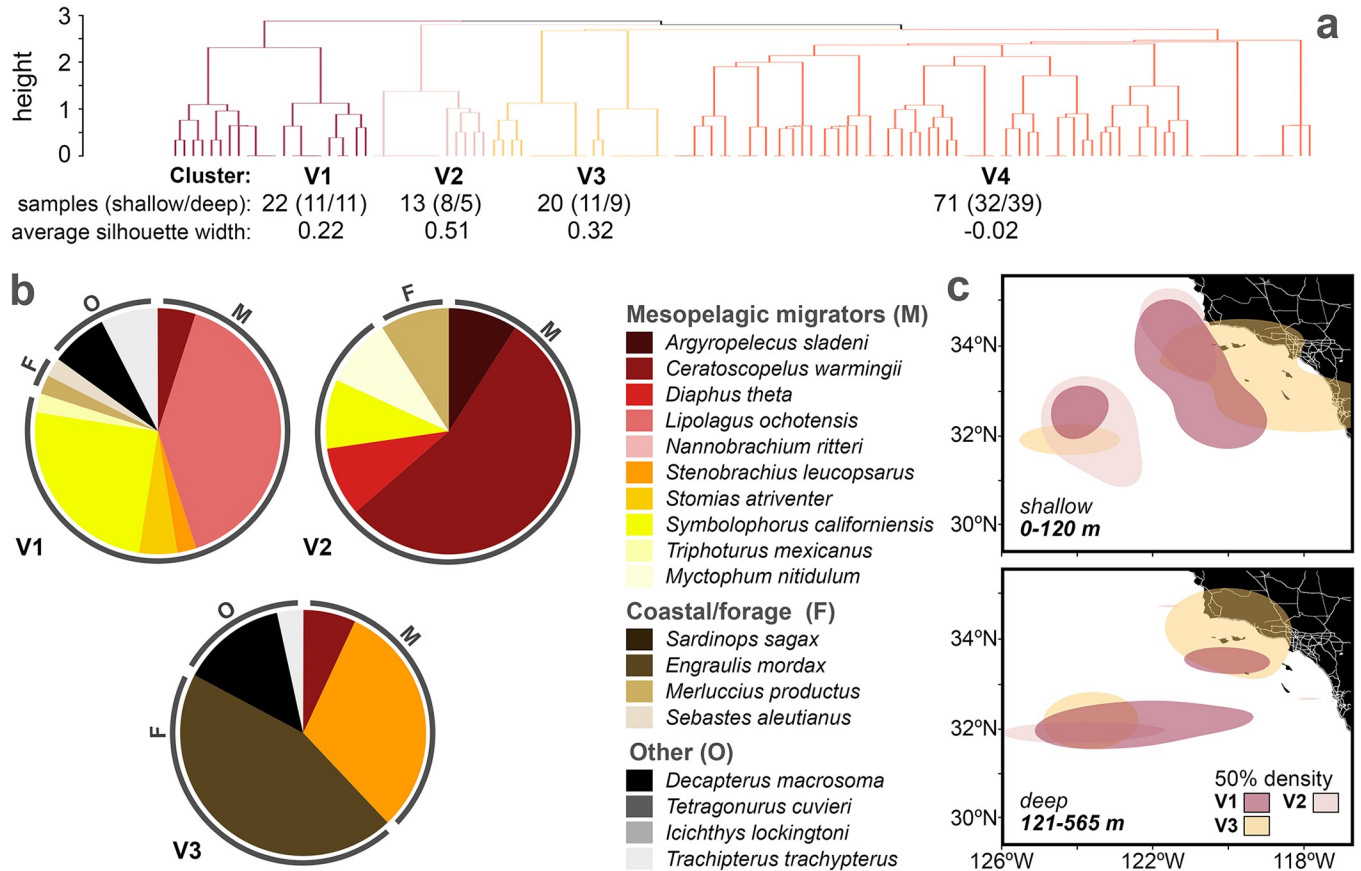 a
3
2
1
0
height
Cluster: V1 V2 V3 V4
samples (shallow/deep): 22 (11/11) 13 (8/5) 20 (11/9) 71 (32/39)
average silhouette width: 0.22 0.51 0.32 -0.02
b
O
M
F
V1
F
M
V2
O
M
F
V3
Mesopelagic migrators (M)
Argyropelecus sladeni
Ceratoscopelus warmingii
Diaphus theta
Lipolagus ochotensis
Nannobrachium ritteri
Stenobrachius leucopsarus
Stomias atriventer
Symbolophorus californiensis
Triphoturus mexicanus
Myctophum nitidulum
Coastal/forage (F)
Sardinops sagax
Engraulis mordax
Merluccius productus
Sebastes aleutianus
Other (O)
Decapterus macrosoma
Tetragonurus cuvieri
Icichthys lockingtoni
Trachipterus trachypterus
c
34ºN
32ºN
30ºN
shallow
0-120 m
34ºN
32ºN
30ºN
deep
121-565 m
50% density
V1 V2
V3
126ºW 122ºW 118ºW